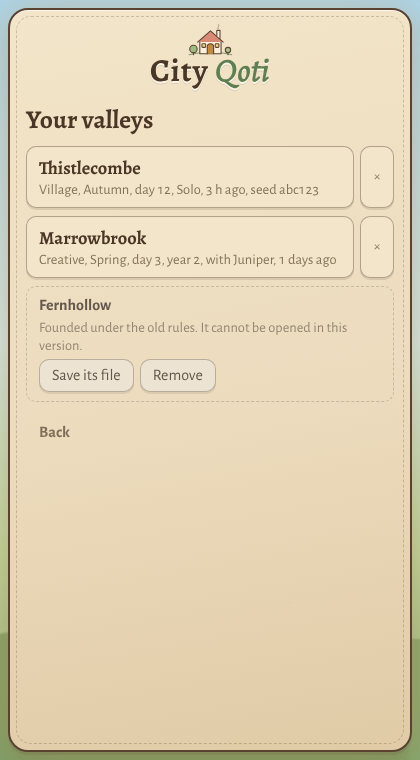 City Qoti
Your valleys
Thistlecombe
Village, Autumn, day 12, Solo, 3 h ago, seed abc123
×
Marrowbrook
Creative, Spring, day 3, year 2, with Juniper, 1 days ago
×
Fernhollow
Founded under the old rules. It cannot be opened in this
version.
Save its file
Remove
Back